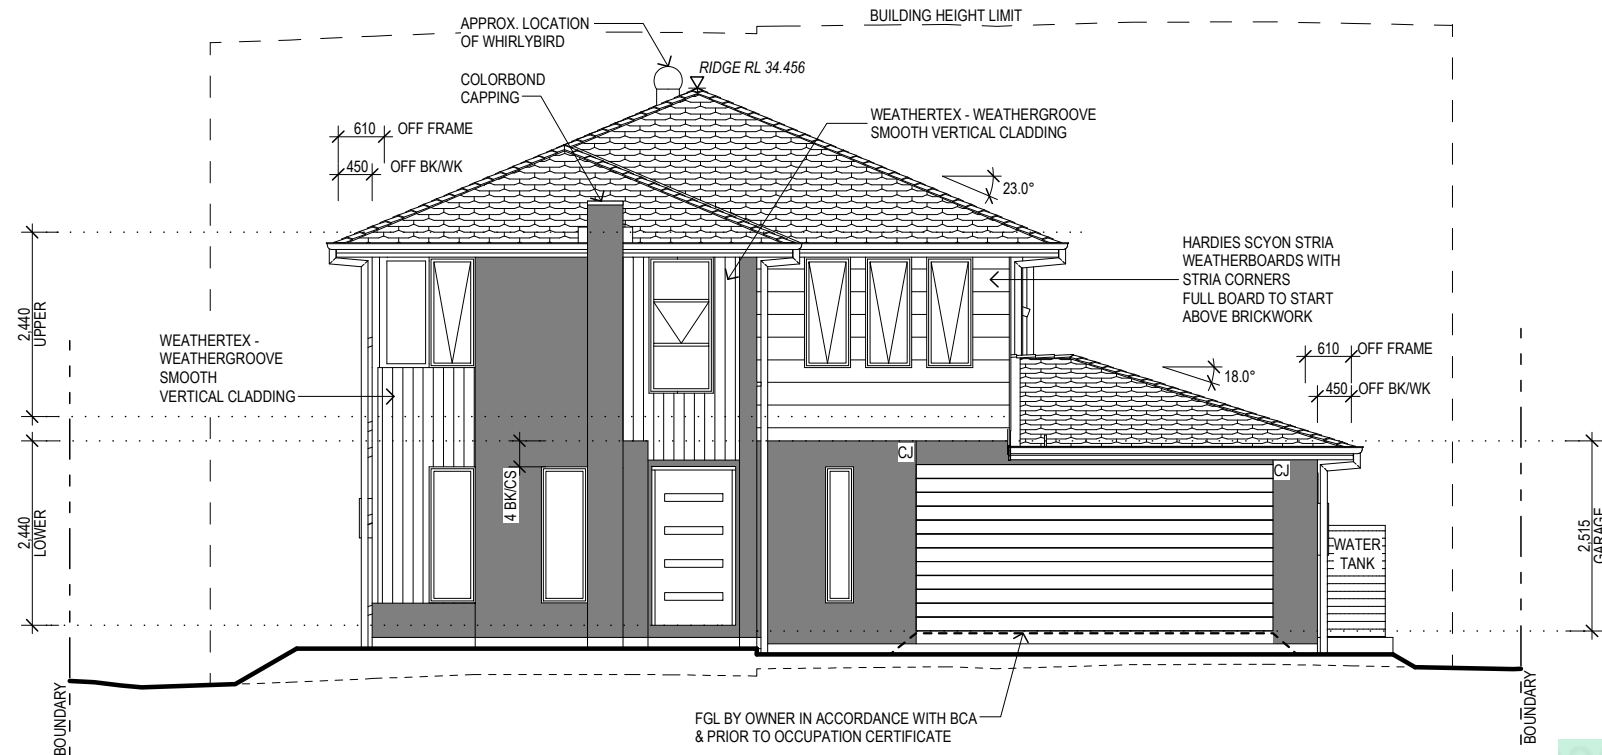 APPROX. LOCATION
OF WHIRLYBIRD
BUILDING HEIGHT LIMIT
RIDGE RL 34.456
COLORBOND
CAPPING
WEATHERTEX - WEATHERGROOVE
SMOOTH VERTICAL CLADDING
610 OFF FRAME
450 OFF BK/WK
23.0°
HARDIES SCYON STRIA
WEATHERBOARDS WITH
STRIA CORNERS
FULL BOARD TO START
ABOVE BRICKWORK
2,440
UPPER
WEATHERTEX -
WEATHERGROOVE
SMOOTH
VERTICAL CLADDING
610 OFF FRAME
18.0°
450 OFF BK/WK
CJ
CJ
4 BK/CS
2,440
LOWER
2,515
GARAGE
WATER
TANK
BOUNDARY
FGL BY OWNER IN ACCORDANCE WITH BCA
& PRIOR TO OCCUPATION CERTIFICATE
BOUNDARY